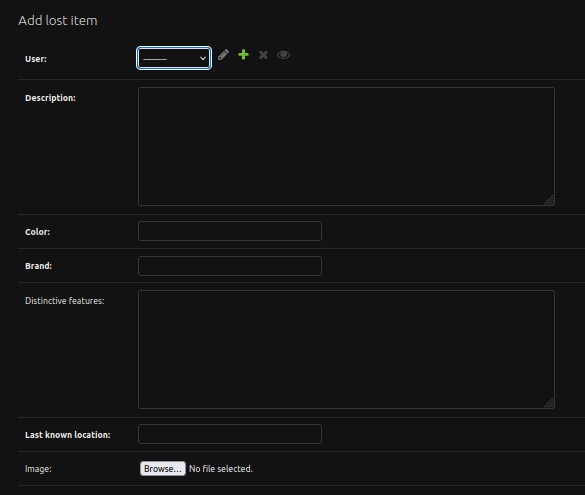 Add lost item
User: ---------
Description:
Color:
Brand:
Distinctive features:
Last known location:
Image: Browse... No file selected.